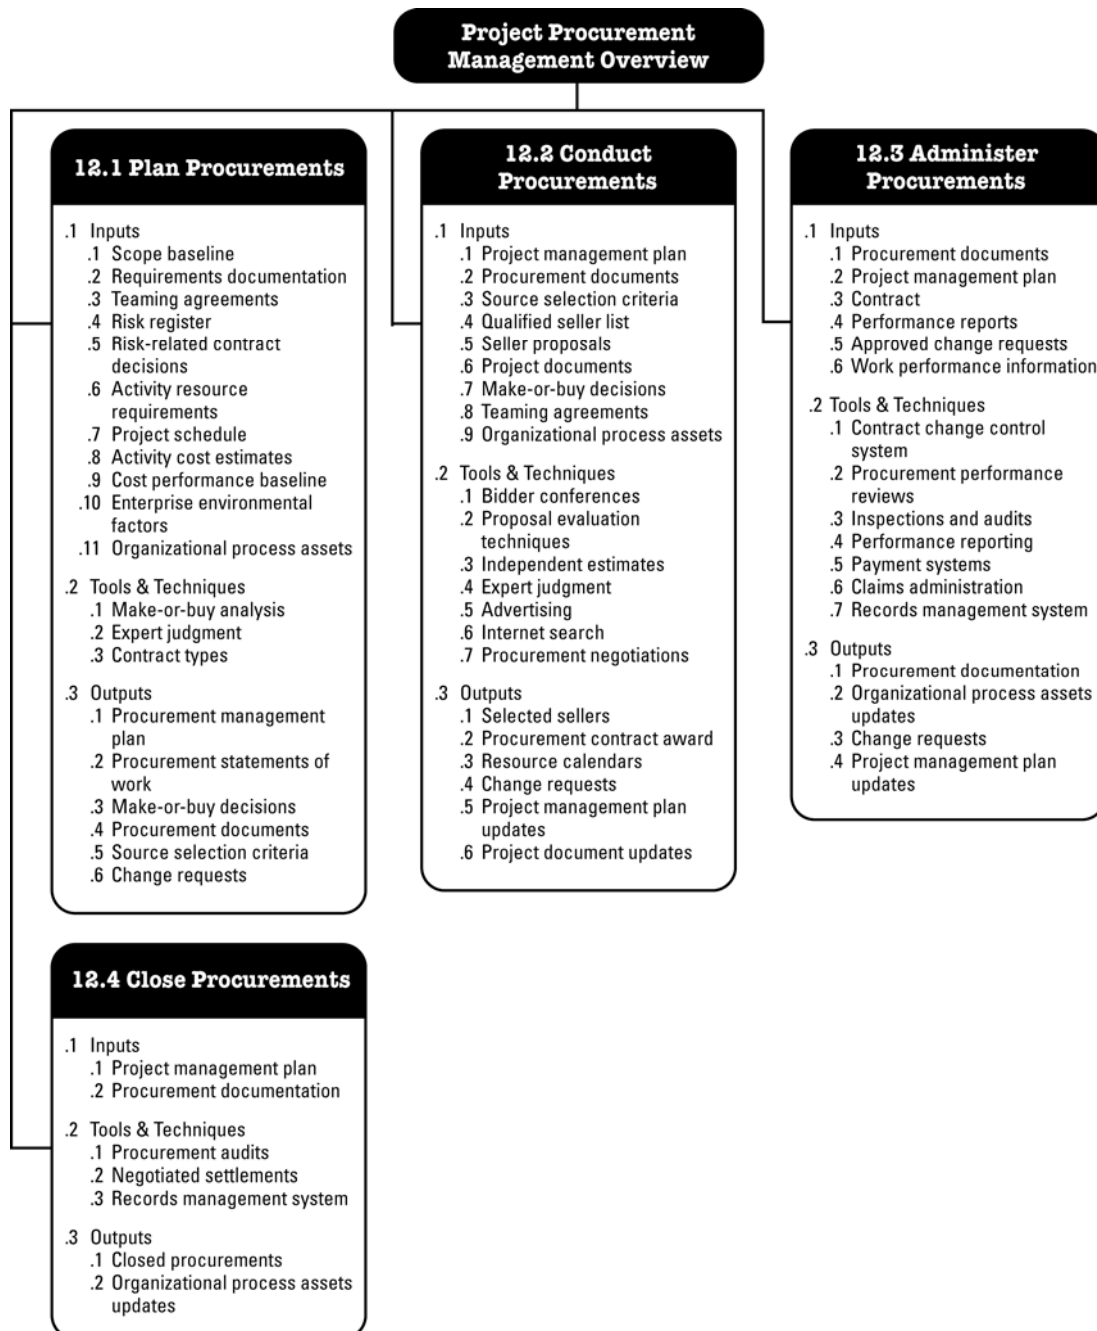 Project Procurement
Management Overview
12.1 Plan Procurements
.1 Inputs
.1 Scope baseline
.2 Requirements documentation
.3 Teaming agreements
.4 Risk register
.5 Risk-related contract
decisions
.6 Activity resource
requirements
.7 Project schedule
.8 Activity cost estimates
.9 Cost performance baseline
.10 Enterprise environmental
factors
.11 Organizational process assets
.2 Tools & Techniques
.1 Make-or-buy analysis
.2 Expert judgment
.3 Contract types
.3 Outputs
.1 Procurement management
plan
.2 Procurement statements of
work
.3 Make-or-buy decisions
.4 Procurement documents
.5 Source selection criteria
.6 Change requests
12.2 Conduct
Procurements
.1 Inputs
.1 Project management plan
.2 Procurement documents
.3 Source selection criteria
.4 Qualified seller list
.5 Seller proposals
.6 Project documents
.7 Make-or-buy decisions
.8 Teaming agreements
.9 Organizational process assets
.2 Tools & Techniques
.1 Bidder conferences
.2 Proposal evaluation
techniques
.3 Independent estimates
.4 Expert judgment
.5 Advertising
.6 Internet search
.7 Procurement negotiations
.3 Outputs
.1 Selected sellers
.2 Procurement contract award
.3 Resource calendars
.4 Change requests
.5 Project management plan
updates
.6 Project document updates
12.3 Administer
Procurements
.1 Inputs
.1 Procurement documents
.2 Project management plan
.3 Contract
.4 Performance reports
.5 Approved change requests
.6 Work performance information
.2 Tools & Techniques
.1 Contract change control
system
.2 Procurement performance
reviews
.3 Inspections and audits
.4 Performance reporting
.5 Payment systems
.6 Claims administration
.7 Records management system
.3 Outputs
.1 Procurement documentation
.2 Organizational process assets
updates
.3 Change requests
.4 Project management plan
updates
12.4 Close Procurements
.1 Inputs
.1 Project management plan
.2 Procurement documentation
.2 Tools & Techniques
.1 Procurement audits
.2 Negotiated settlements
.3 Records management system
.3 Outputs
.1 Closed procurements
.2 Organizational process assets
updates